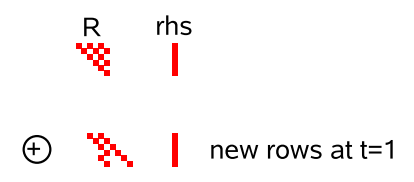 R rhs
⊕ new rows at t=1